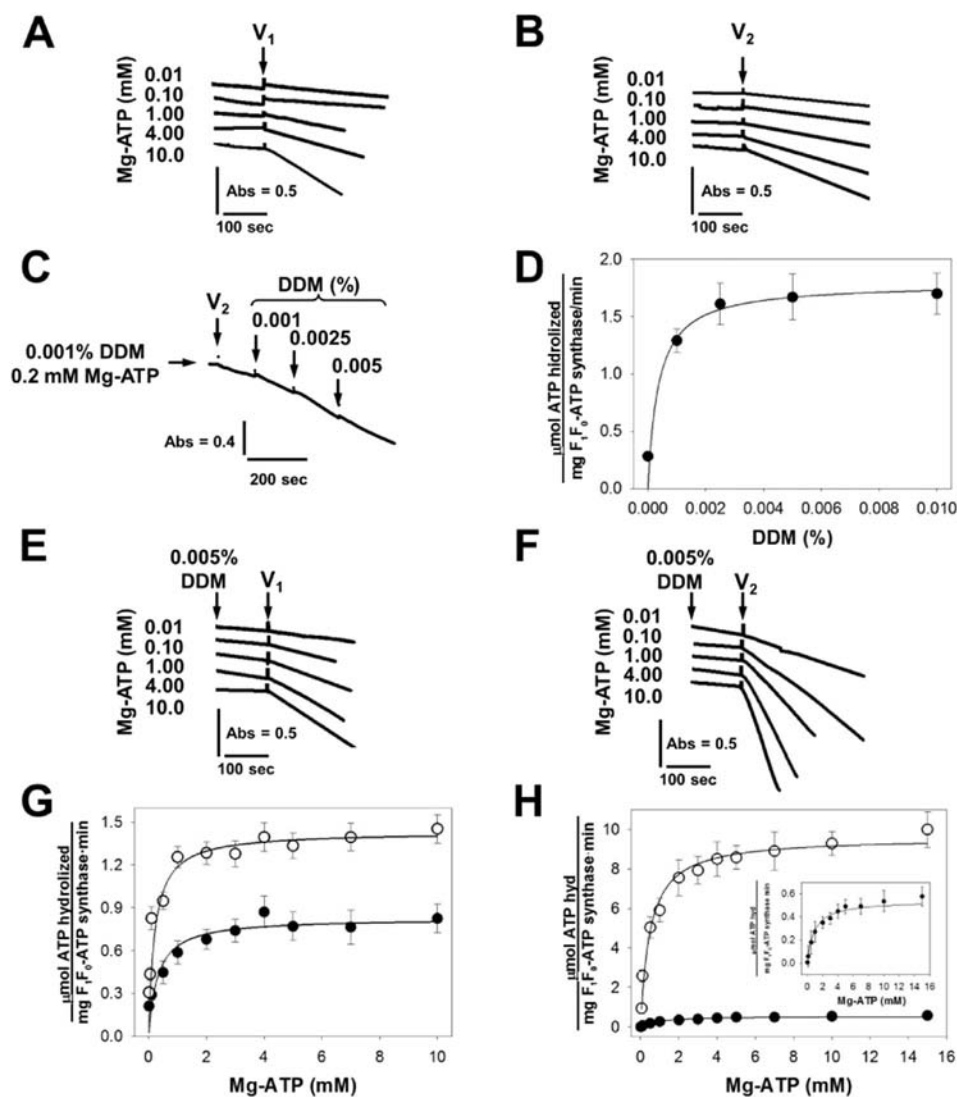 A
V1
Mg-ATP (mM)
0.01
0.10
1.00
4.00
10.0
Abs = 0.5
100 sec
B
V2
Mg-ATP (mM)
0.01
0.10
1.00
4.00
10.0
Abs = 0.5
100 sec
C
DDM (%)
V2
0.001
0.0025
0.005
0.001% DDM
0.2 mM Mg-ATP
Abs = 0.4
200 sec
D
µmol ATP hidrolized
mg F1F0-ATP synthase/min
2.0
1.5
1.0
0.5
0.0
0.000 0.002 0.004 0.006 0.008 0.010
DDM (%)
E
0.005%
DDM
V1
Mg-ATP (mM)
0.01
0.10
1.00
4.00
10.0
Abs = 0.5
100 sec
F
0.005%
DDM
V2
Mg-ATP (mM)
0.01
0.10
1.00
4.00
10.0
Abs = 0.5
100 sec
G
µmol ATP hydrolized
mg F1F0-ATP synthase·min
1.5
1.2
0.9
0.6
0.3
0.0
0 2 4 6 8 10
Mg-ATP (mM)
H
µmol ATP hyd
mg F1F0-ATP synthase·min
10
8
6
4
2
0
0 2 4 6 8 10 12 14 16
Mg-ATP (mM)
µmol ATP hyd
mg F1F0-ATP synthase·min
0.6
0.4
0.2
0.0
0 2 4 6 8 10 12 14 16
Mg-ATP (mM)